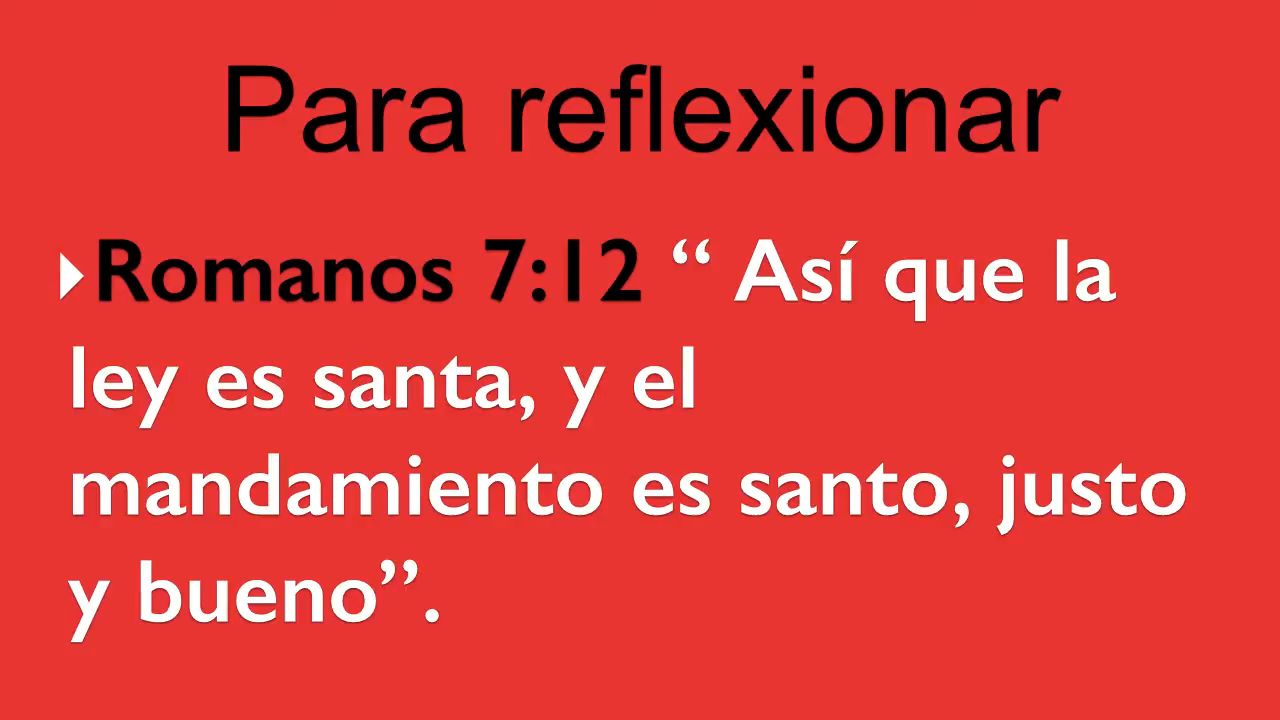 Para reflexionar
Romanos 7:12 “ Así que la
ley es santa, y el
mandamiento es santo, justo
y bueno”.